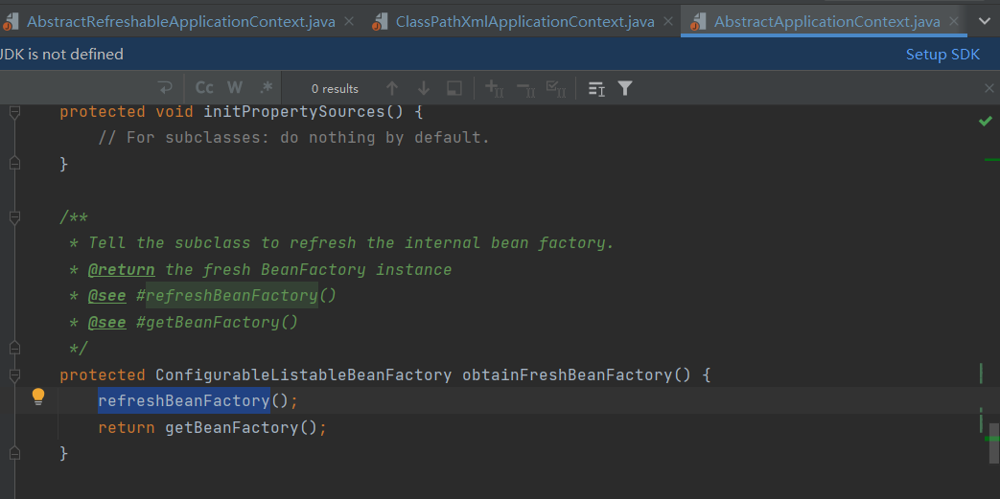 AbstractRefreshableApplicationContext.java ClassPathXmlApplicationContext.java AbstractApplicationContext.java
JDK is not defined Setup SDK
Cc W .* 0 results
protected void initPropertySources() {
// For subclasses: do nothing by default.
}
/**
* Tell the subclass to refresh the internal bean factory.
* @return the fresh BeanFactory instance
* @see #refreshBeanFactory()
* @see #getBeanFactory()
*/
protected ConfigurableListableBeanFactory obtainFreshBeanFactory() {
refreshBeanFactory();
return getBeanFactory();
}